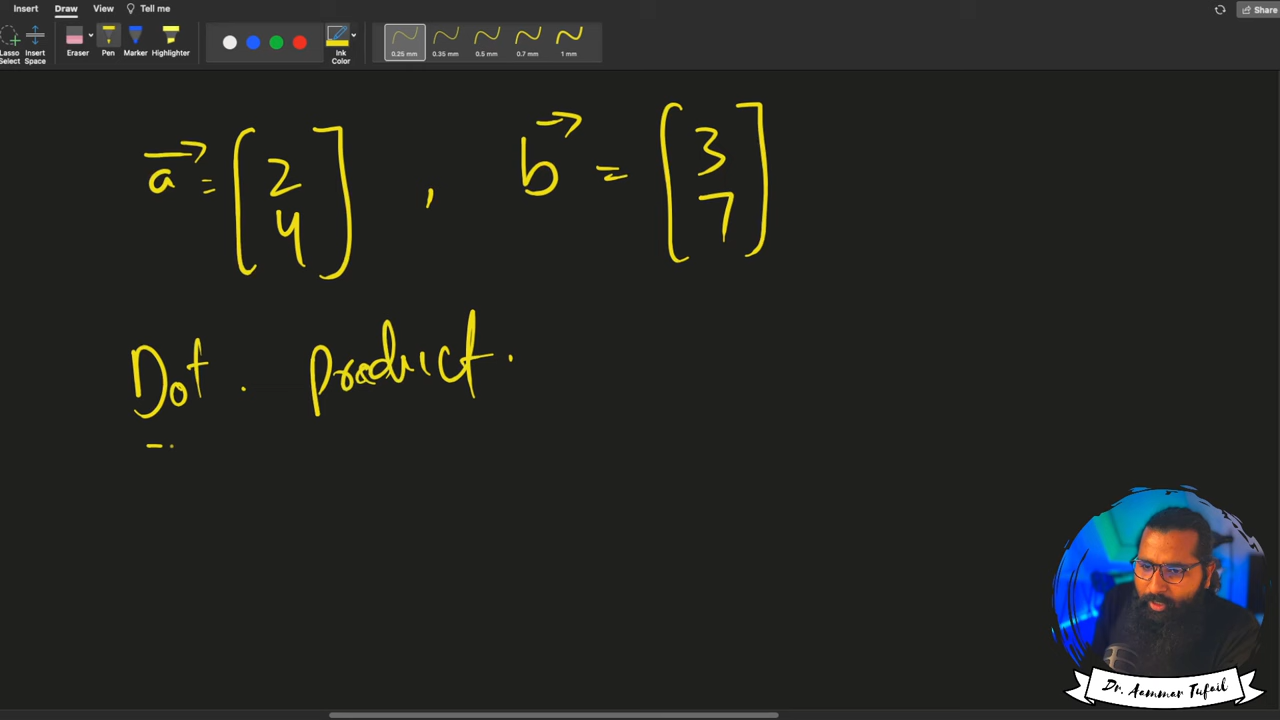 Insert Draw View Tell me Share
Lasso Select Insert Space Eraser Pen Marker Highlighter Ink Color 0.25 mm 0.35 mm 0.5 mm 0.7 mm 1 mm
a⃗ = [2 4] , b⃗ = [3 7]
Dot . Product .
Dr. Aammar Tufail